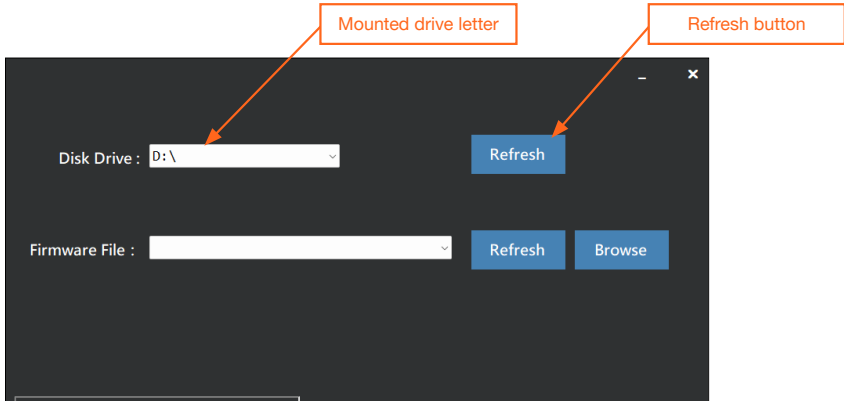 Mounted drive letter
Refresh button
Disk Drive : D:\ Refresh
Firmware File : Refresh Browse